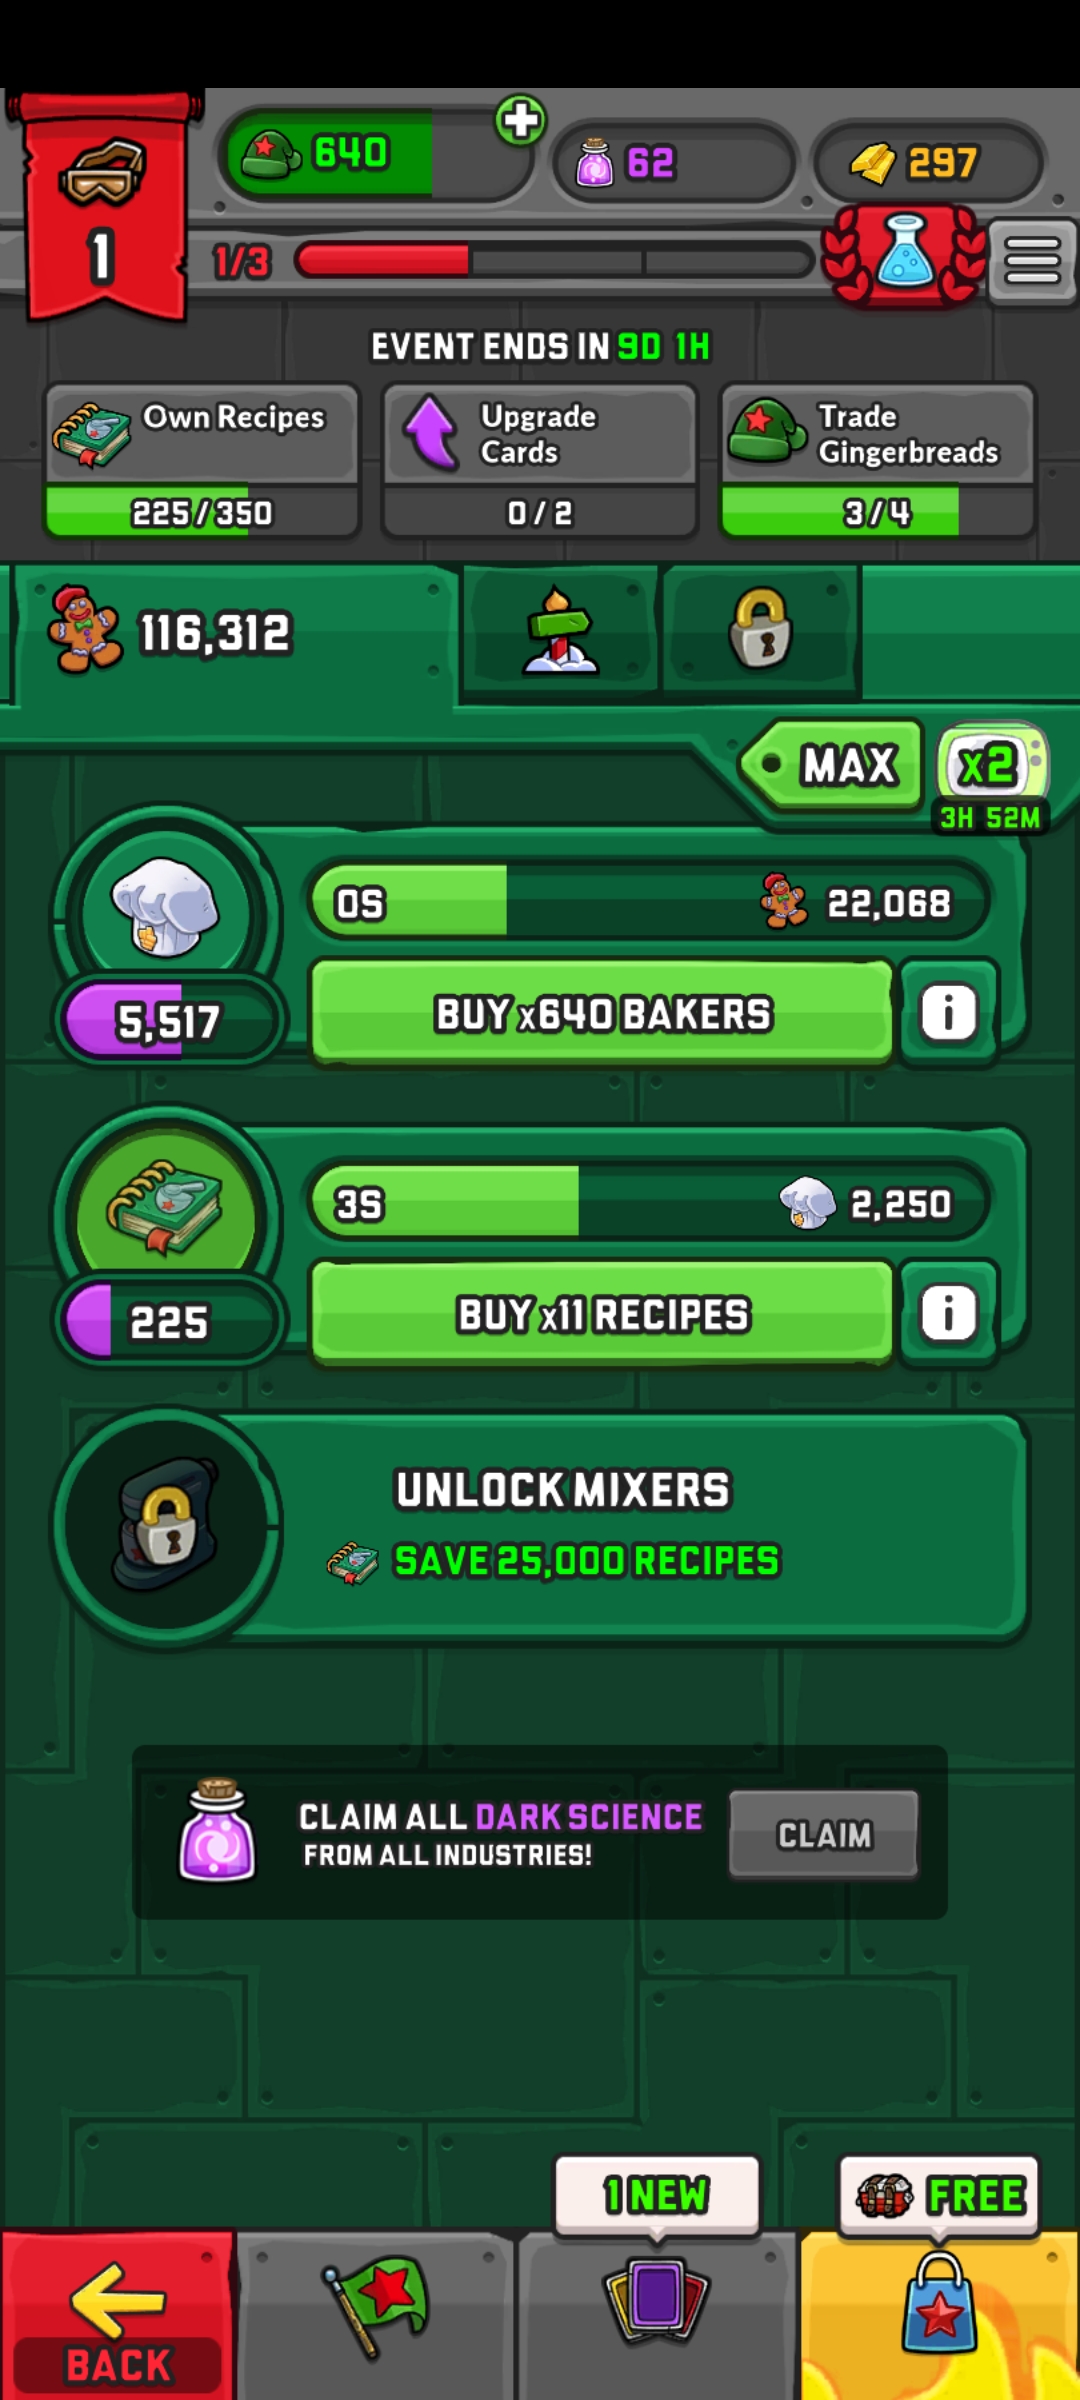 640
62
297
1
1/3
EVENT ENDS IN 9D 1H
Own Recipes
225/350
Upgrade
Cards
0/2
Trade
Gingerbreads
3/4
116,312
MAX
x2
3H 52M
0S
22,068
5,517
BUY x640 BAKERS
i
3S
2,250
225
BUY x11 RECIPES
i
UNLOCK MIXERS
SAVE 25,000 RECIPES
CLAIM ALL DARK SCIENCE
FROM ALL INDUSTRIES!
CLAIM
1 NEW
FREE
BACK